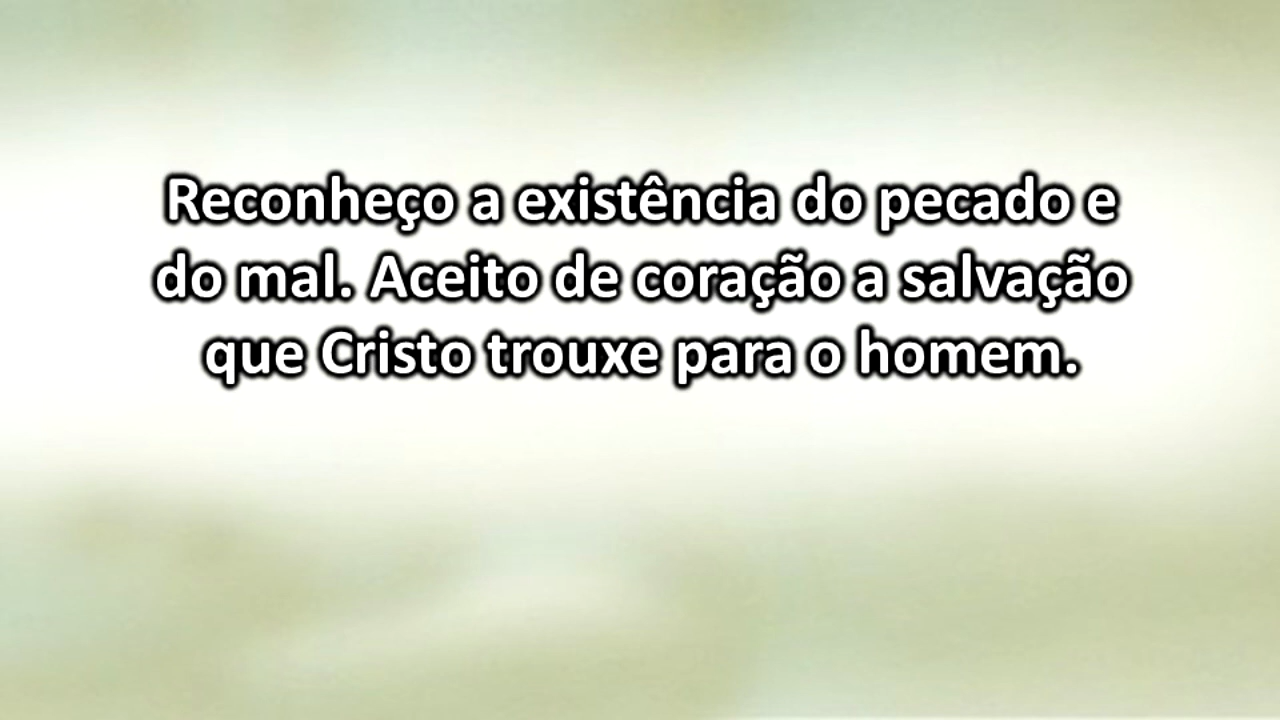 Reconheço a existência do pecado e
do mal. Aceito de coração a salvação
que Cristo trouxe para o homem.